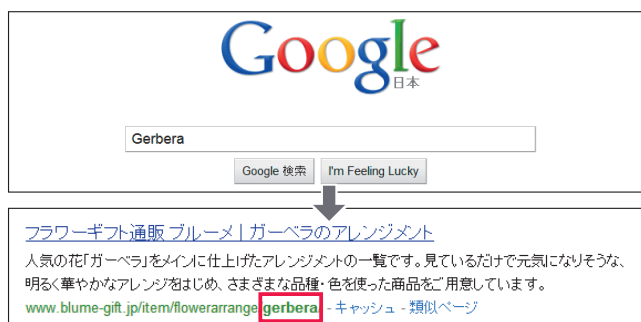 Google
日本
Gerbera
Google 検索 I'm Feeling Lucky
フラワーギフト通販 ブルーメ | ガーベラのアレンジメント
人気の花「ガーベラ」をメインに仕上げたアレンジメントの一覧です。見ているだけで元気になりそうな、
明るく華やかなアレンジをはじめ、さまざまな品種・色を使った商品をご用意しています。
www.blume-gift.jp/item/flowerarrange/gerbera/ - キャッシュ - 類似ページ